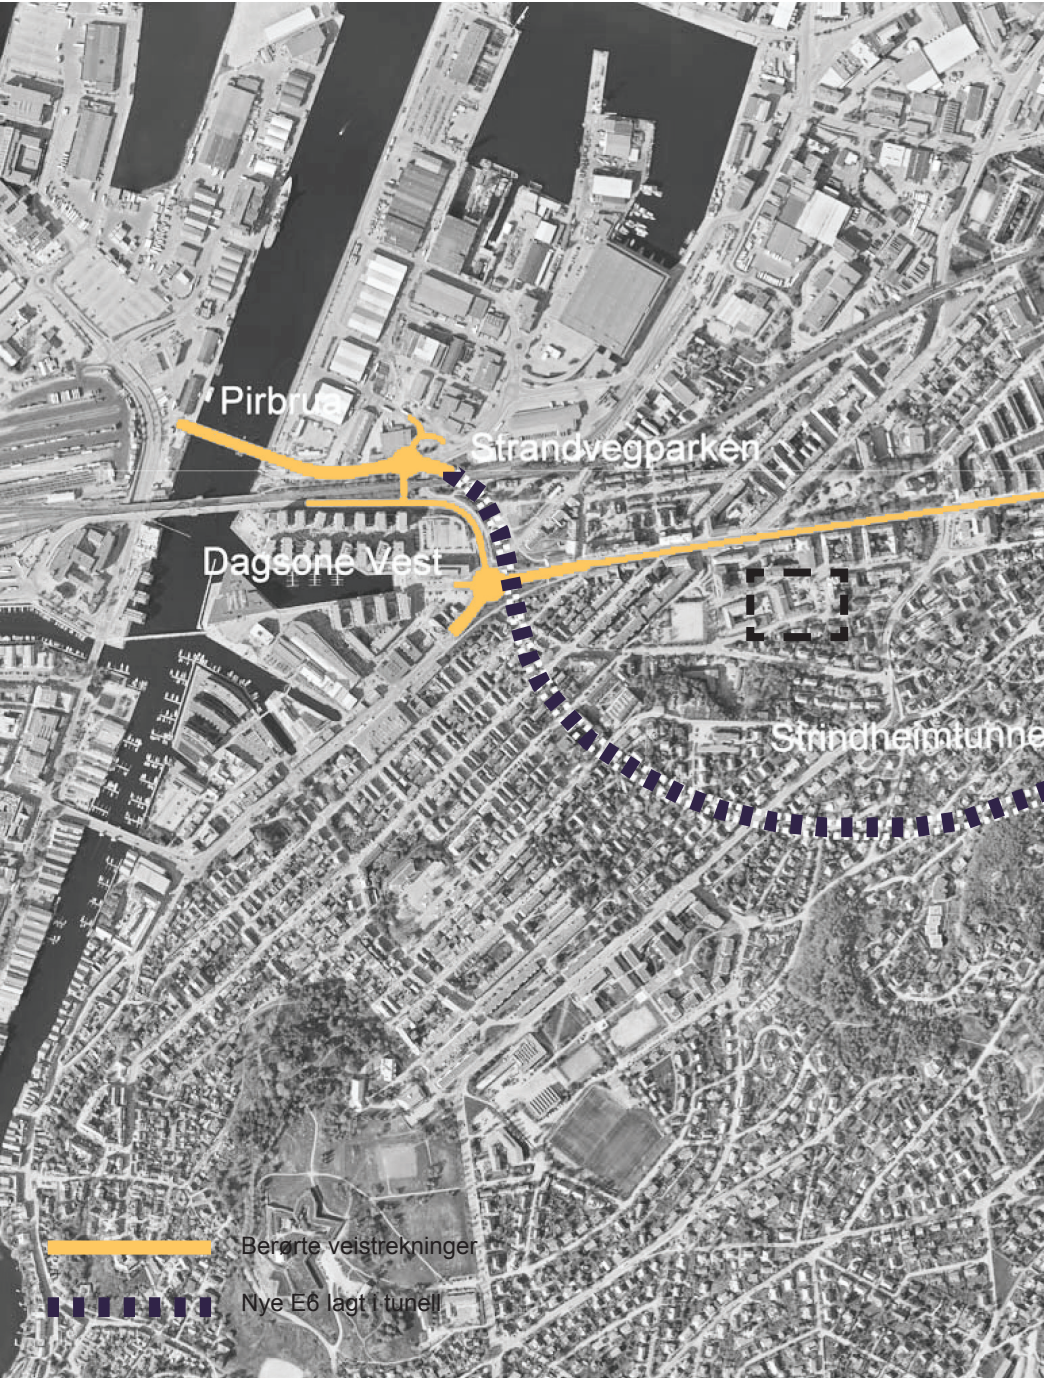 Pirbrua
Strandvegparken
Dagsone Vest
Strindheimtunne
Berørte veistrekninger
Nye E6 lagt i tunell